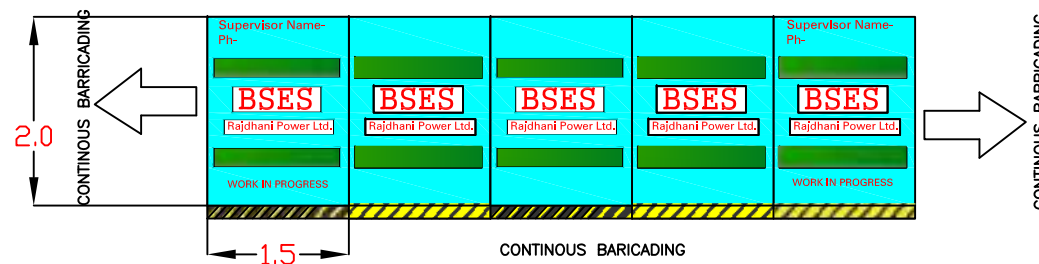 Supervisor Name-
Ph-
Supervisor Name-
Ph-
CONTINOUS BARRICADING
2.0
BSES
BSES
BSES
BSES
BSES
Rajdhani Power Ltd.
Rajdhani Power Ltd.
Rajdhani Power Ltd.
Rajdhani Power Ltd.
Rajdhani Power Ltd.
WORK IN PROGRESS
WORK IN PROGRESS
1.5
CONTINOUS BARICADING
CONTINOUS BARRICADING